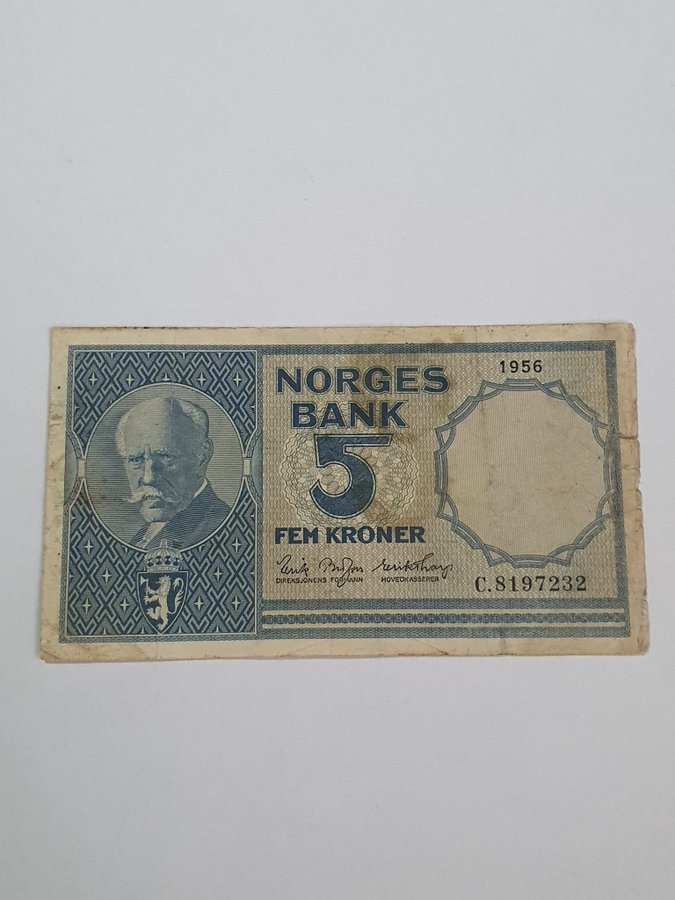 1956
NORGES
BANK
5
FEM KRONER
DIREKSJONENS FORMANN HOVEDKASSERER
C.8197232